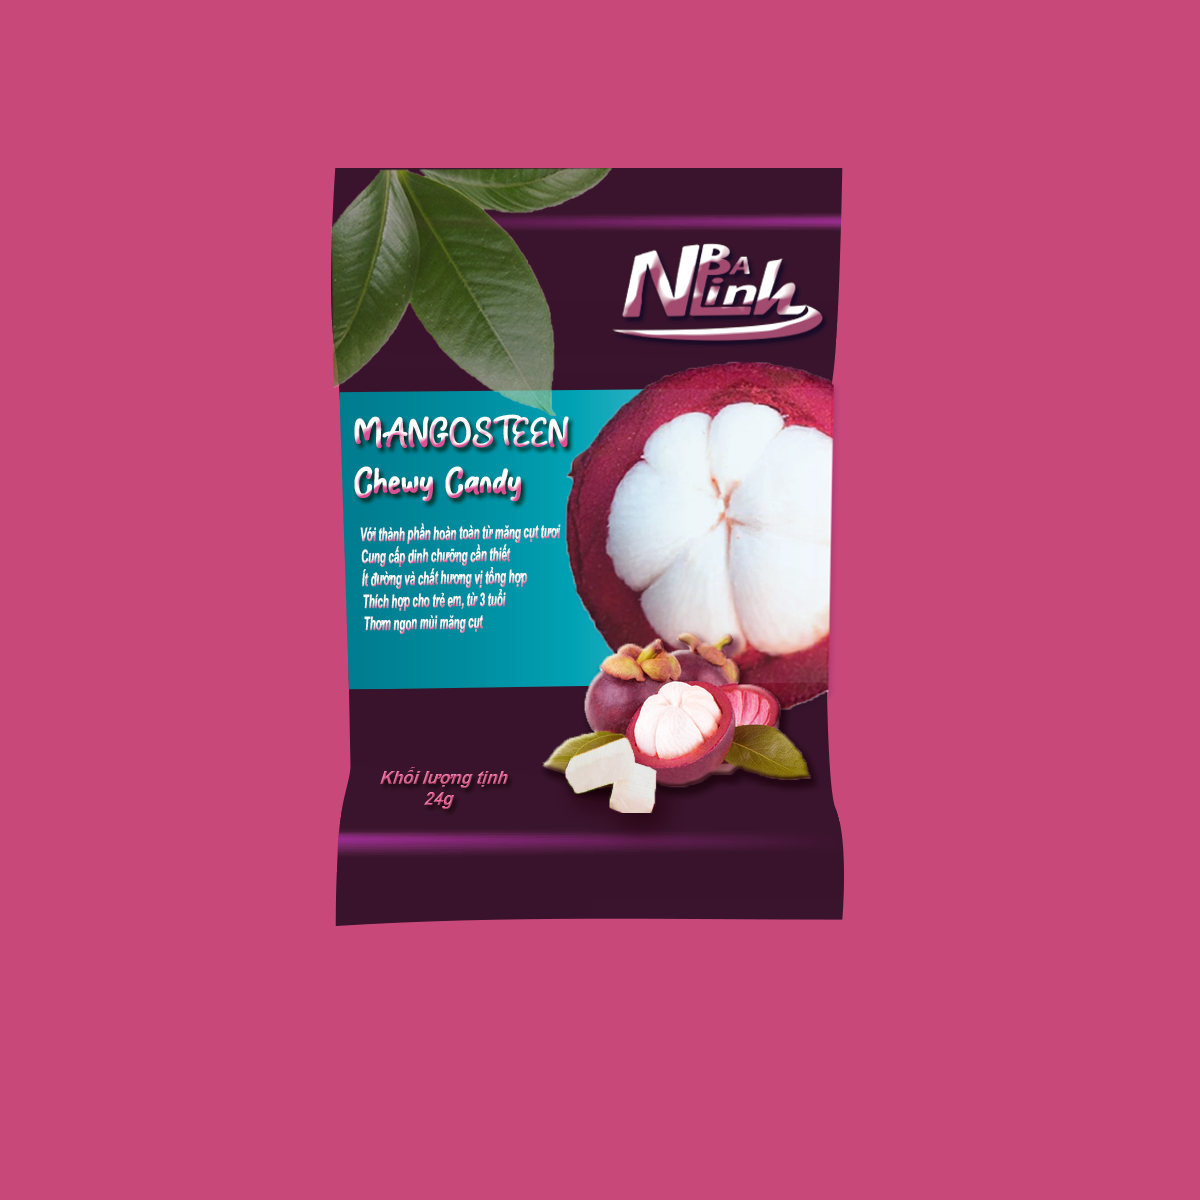 BA
NLinh
MANGOSTEEN
Chewy Candy
Với thành phần hoàn toàn từ măng cụt tươi
Cung cấp dinh chưỡng cần thiết
Ít đường và chất hương vị tổng hợp
Thích hợp cho trẻ em, từ 3 tuổi
Thơm ngon mùi măng cụt
Khối lượng tịnh
24g